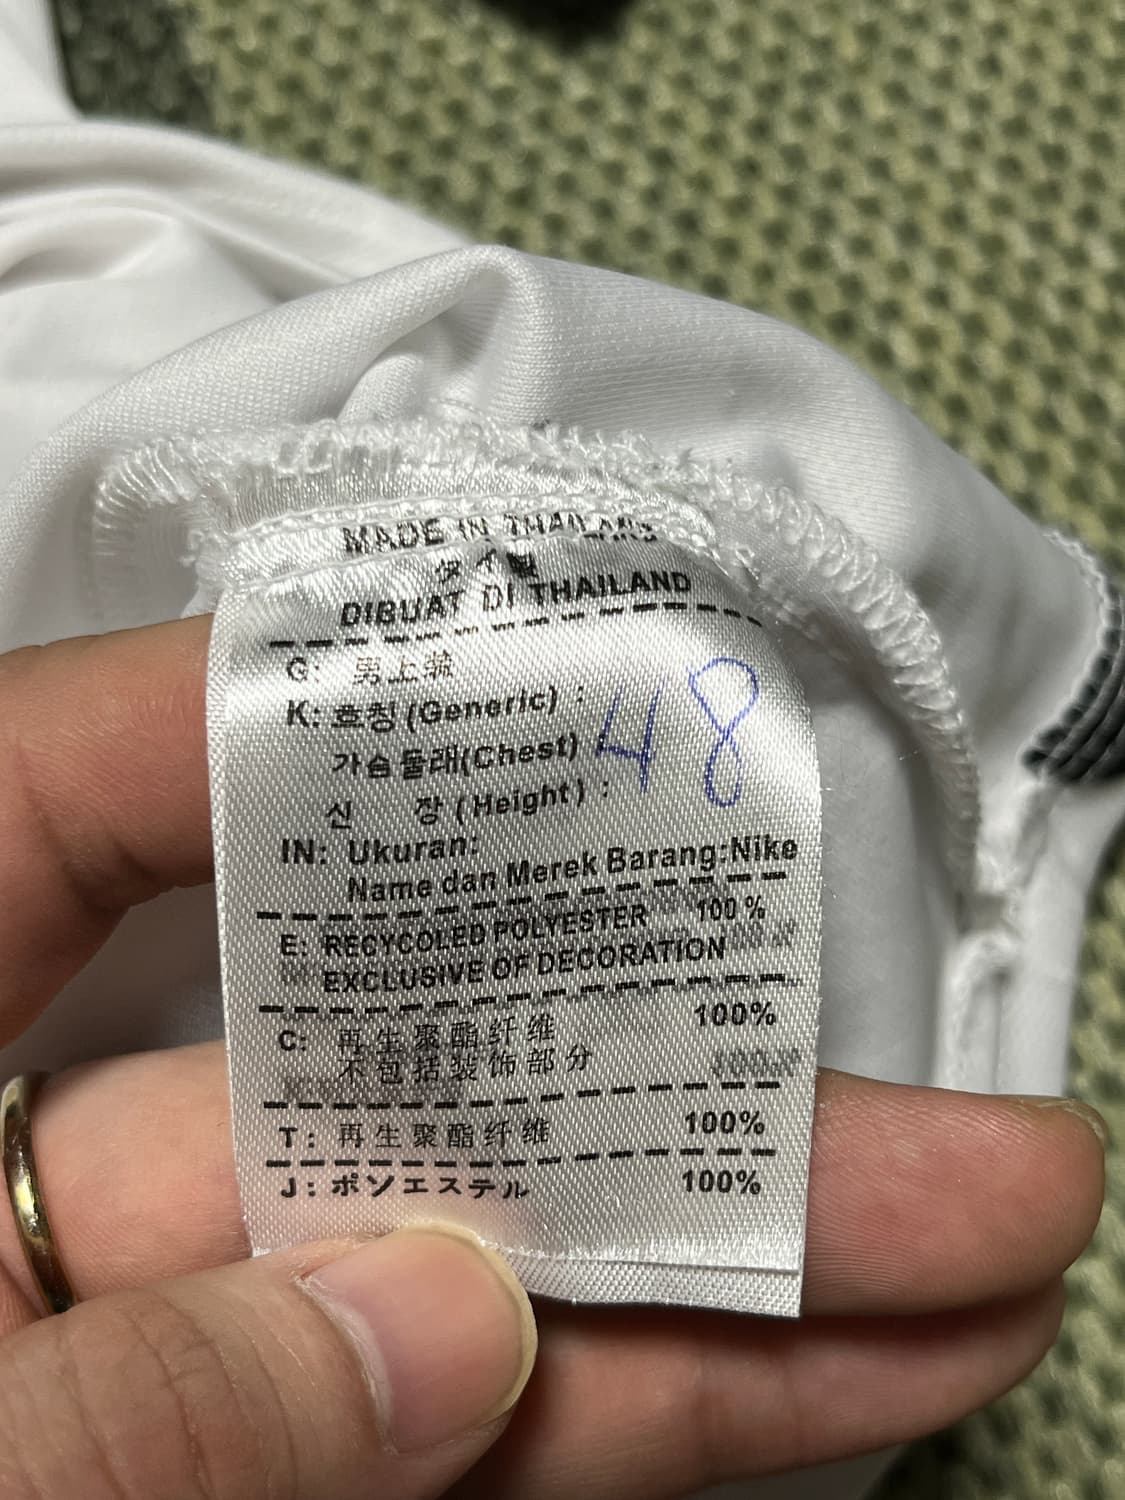 MADE IN THAILAND
タイ製
DIBUAT DI THAILAND
G: 男上装
K: 호칭 (Generic) :
가슴둘래(Chest)
신 장 (Height) :
48
IN: Ukuran:
Name dan Merek Barang:Nike
E: RECYCOLED POLYESTER 100 %
EXCLUSIVE OF DECORATION
C: 再生聚酯纤维 100%
不包括装饰部分
T: 再生聚酯纤维 100%
J: ポソエステル 100%